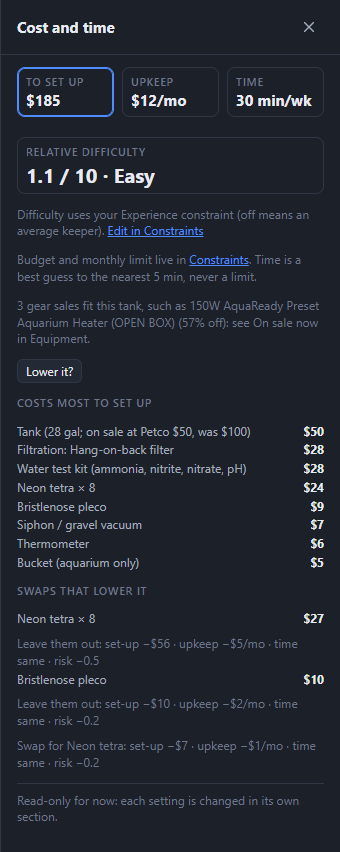 Cost and time
TO SET UP
$185
UPKEEP
$12/mo
TIME
30 min/wk
RELATIVE DIFFICULTY
1.1 / 10 · Easy
Difficulty uses your Experience constraint (off means an
average keeper). Edit in Constraints
Budget and monthly limit live in Constraints. Time is a
best guess to the nearest 5 min, never a limit.
3 gear sales fit this tank, such as 150W AquaReady Preset
Aquarium Heater (OPEN BOX) (57% off): see On sale now
in Equipment.
Lower it?
COSTS MOST TO SET UP
Tank (28 gal; on sale at Petco $50, was $100) $50
Filtration: Hang-on-back filter $28
Water test kit (ammonia, nitrite, nitrate, pH) $28
Neon tetra × 8 $24
Bristlenose pleco $9
Siphon / gravel vacuum $7
Thermometer $6
Bucket (aquarium only) $5
SWAPS THAT LOWER IT
Neon tetra × 8 $27
Leave them out: set-up −$56 · upkeep −$5/mo · time
same · risk −0.5
Bristlenose pleco $10
Leave them out: set-up −$10 · upkeep −$2/mo · time
same · risk −0.2
Swap for Neon tetra: set-up −$7 · upkeep −$1/mo · time
same · risk −0.2
Read-only for now: each setting is changed in its own
section.